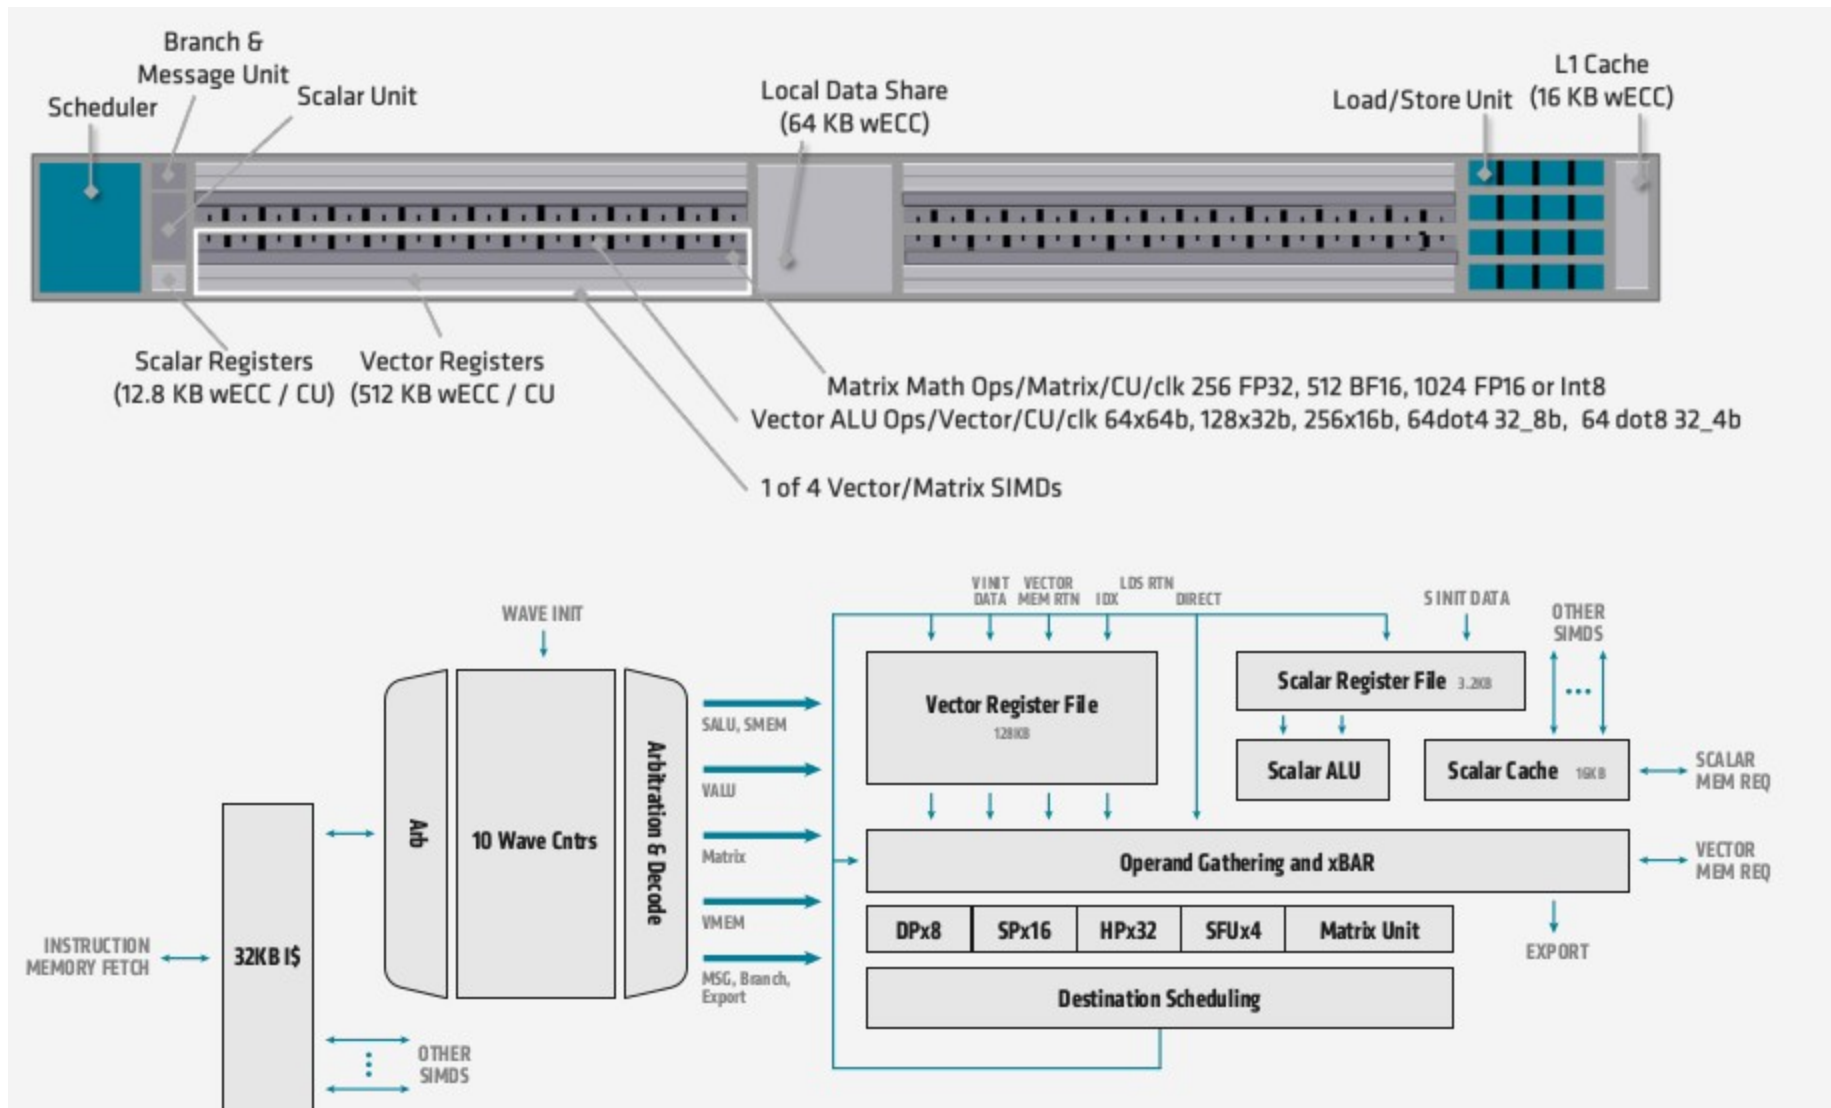 Branch &
Message Unit
Scheduler
Scalar Unit
Local Data Share
(64 KB wECC)
L1 Cache
Load/Store Unit (16 KB wECC)
Scalar Registers
(12.8 KB wECC / CU)
Vector Registers
(512 KB wECC / CU
Matrix Math Ops/Matrix/CU/clk 256 FP32, 512 BF16, 1024 FP16 or Int8
Vector ALU Ops/Vector/CU/clk 64x64b, 128x32b, 256x16b, 64dot4 32_8b, 64 dot8 32_4b
1 of 4 Vector/Matrix SIMDs
WAVE INIT
V INIT
DATA
VECTOR
MEM RTN
LDS RTN
IDX
DIRECT
S INIT DATA
OTHER
SIMDS
Arb
10 Wave Cntrs
Arbitration & Decode
SALU, SMEM
VALU
Matrix
VMEM
MSG, Branch,
Export
Vector Register File
128KB
Scalar Register File 3.2KB
Scalar ALU
Scalar Cache 16KB
SCALAR
MEM REQ
Operand Gathering and xBAR
VECTOR
MEM REQ
DPx8
SPx16
HPx32
SFUx4
Matrix Unit
EXPORT
Destination Scheduling
INSTRUCTION
MEMORY FETCH
32KB I$
OTHER
SIMDS